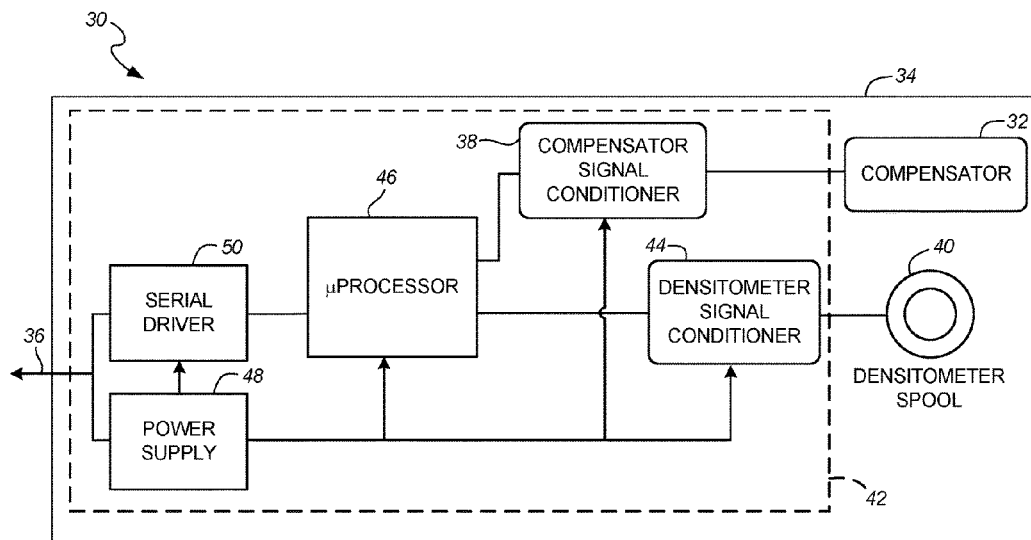 30
34
38
COMPENSATOR
SIGNAL
CONDITIONER
32
COMPENSATOR
46
μPROCESSOR
44
DENSITOMETER
SIGNAL
CONDITIONER
40
DENSITOMETER
SPOOL
50
SERIAL
DRIVER
36
48
POWER
SUPPLY
42